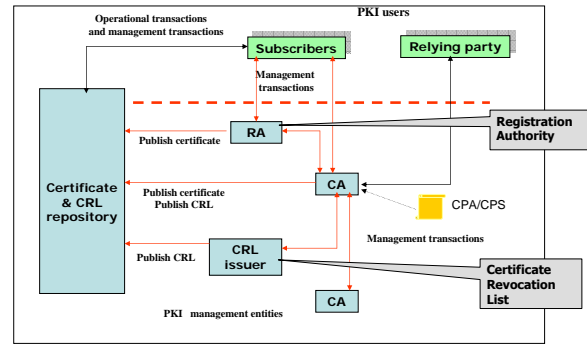 PKI users
Operational transactions
and management transactions
Subscribers
Relying party
Management
transactions
RA
Registration
Authority
Publish certificate
Certificate
& CRL
repository
Publish certificate
Publish CRL
CA
CPA/CPS
Management transactions
Publish CRL
CRL
issuer
Certificate
Revocation
List
CA
PKI management entities